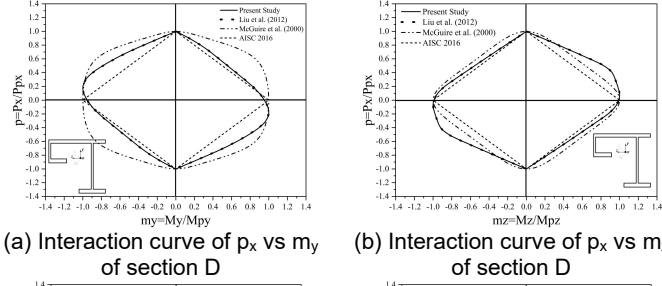 Present Study
Liu et al. (2012)
McGuire et al. (2000)
AISC 2016
p=Px/Ppx
1.4
1.2
1.0
0.8
0.6
0.4
0.2
0.0
-0.2
-0.4
-0.6
-0.8
-1.0
-1.2
-1.4
-1.4 -1.2 -1.0 -0.8 -0.6 -0.4 -0.2 0.0 0.2 0.4 0.6 0.8 1.0 1.2 1.4
my=My/Mpy
(a) Interaction curve of px vs my
of section D
Present Study
Liu et al. (2012)
McGuire et al. (2000)
AISC 2016
p=Px/Ppx
1.4
1.2
1.0
0.8
0.6
0.4
0.2
0.0
-0.2
-0.4
-0.6
-0.8
-1.0
-1.2
-1.4
-1.4 -1.2 -1.0 -0.8 -0.6 -0.4 -0.2 0.0 0.2 0.4 0.6 0.8 1.0 1.2 1.4
mz=Mz/Mpz
(b) Interaction curve of px vs m
of section D
1.4
1.4